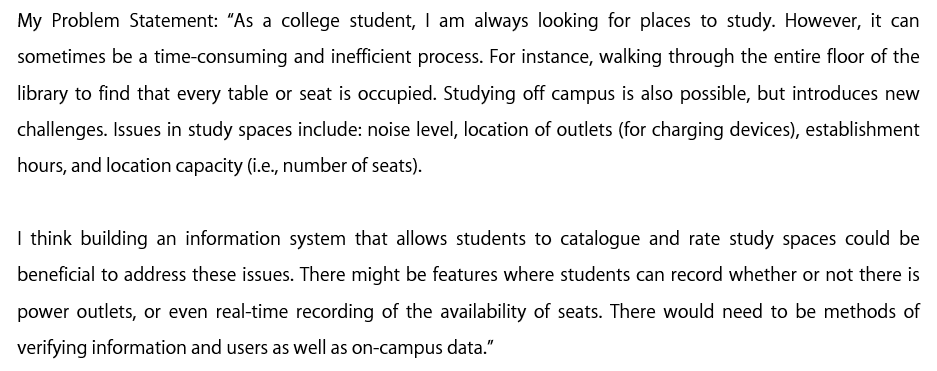 My Problem Statement: “As a college student, I am always looking for places to study. However, it can
sometimes be a time-consuming and inefficient process. For instance, walking through the entire floor of the
library to find that every table or seat is occupied. Studying off campus is also possible, but introduces new
challenges. Issues in study spaces include: noise level, location of outlets (for charging devices), establishment
hours, and location capacity (i.e., number of seats).
I think building an information system that allows students to catalogue and rate study spaces could be
beneficial to address these issues. There might be features where students can record whether or not there is
power outlets, or even real-time recording of the availability of seats. There would need to be methods of
verifying information and users as well as on-campus data.”